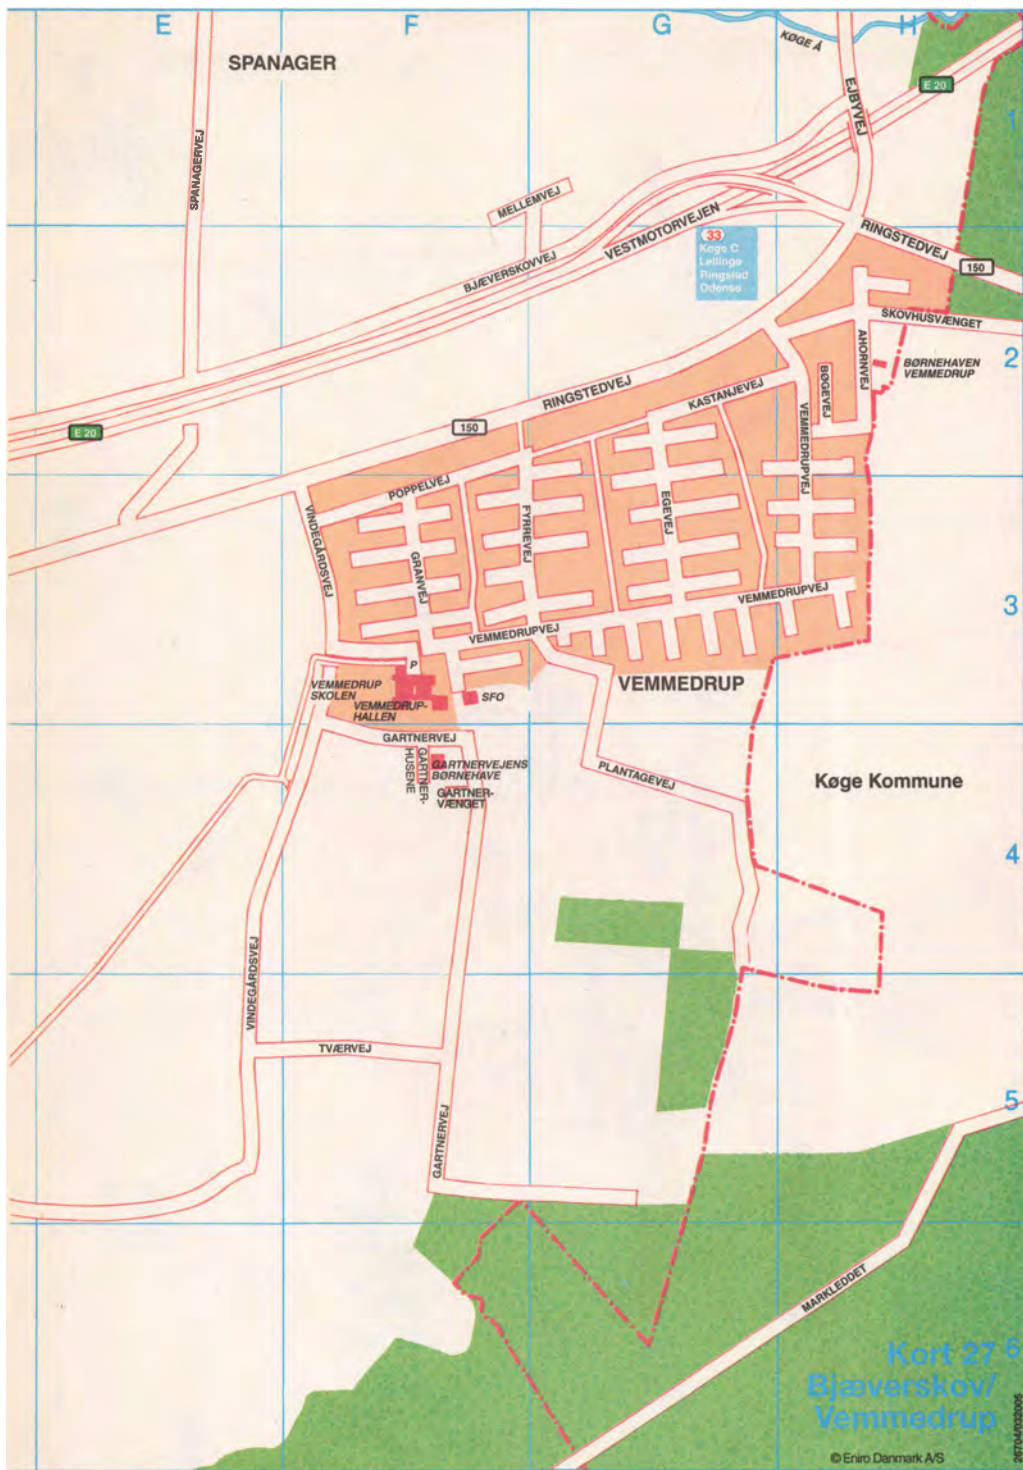 E
F
G
H
SPANAGER
KØGE Å
E 20
EJBYVEJ
1
SPANAGERVEJ
MELLEMVEJ
VESTMOTORVEJEN
BJÆVERSKOVVEJ
33
Køge C
Lellinge
Ringsted
Odense
RINGSTEDVEJ
150
SKOVHUSVÆNGET
AHORNVEJ
2
BØRNEHAVEN
VEMMEDRUP
BØGEVEJ
RINGSTEDVEJ
KASTANJEVEJ
VEMMEDRUPVEJ
E 20
150
POPPELVEJ
VINDEGÅRDSVEJ
GRANVEJ
FYRREVEJ
EGEVEJ
VEMMEDRUPVEJ
3
VEMMEDRUPVEJ
P
VEMMEDRUP
SKOLEN
VEMMEDRUP-
HALLEN
SFO
VEMMEDRUP
GARTNERVEJ
GARTNER-
HUSENE
GARTNERVEJENS
BØRNEHAVE
GARTNER-
VÆNGET
PLANTAGEVEJ
Køge Kommune
4
VINDEGÅRDSVEJ
TVÆRVEJ
5
GARTNERVEJ
MARKLEDDET
6
Kort 27
Bjæverskov/
Vemmedrup
© Eniro Danmark A/S
26704/032005